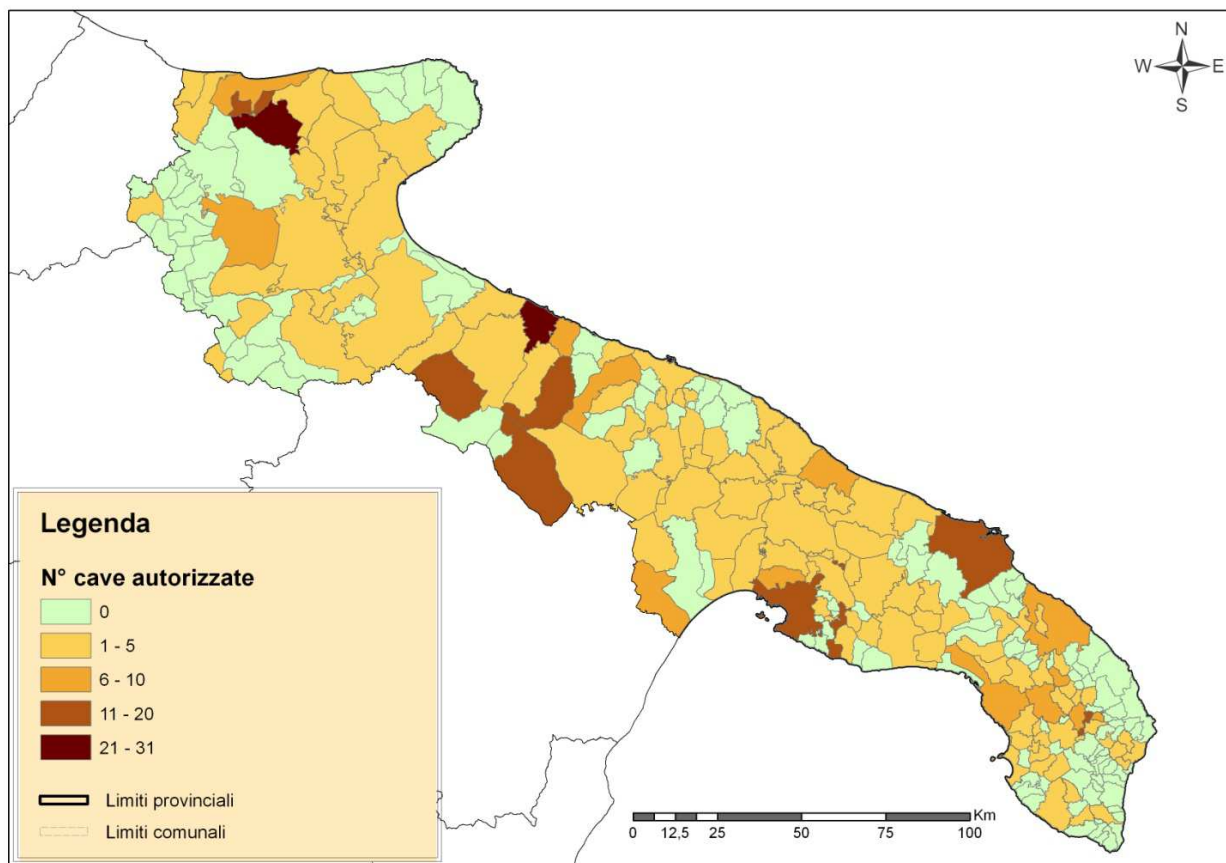 N
W E
S
Legenda
N° cave autorizzate
0
1 - 5
6 - 10
11 - 20
21 - 31
Limiti provinciali
Limiti comunali
Km
0 12,5 25 50 75 100